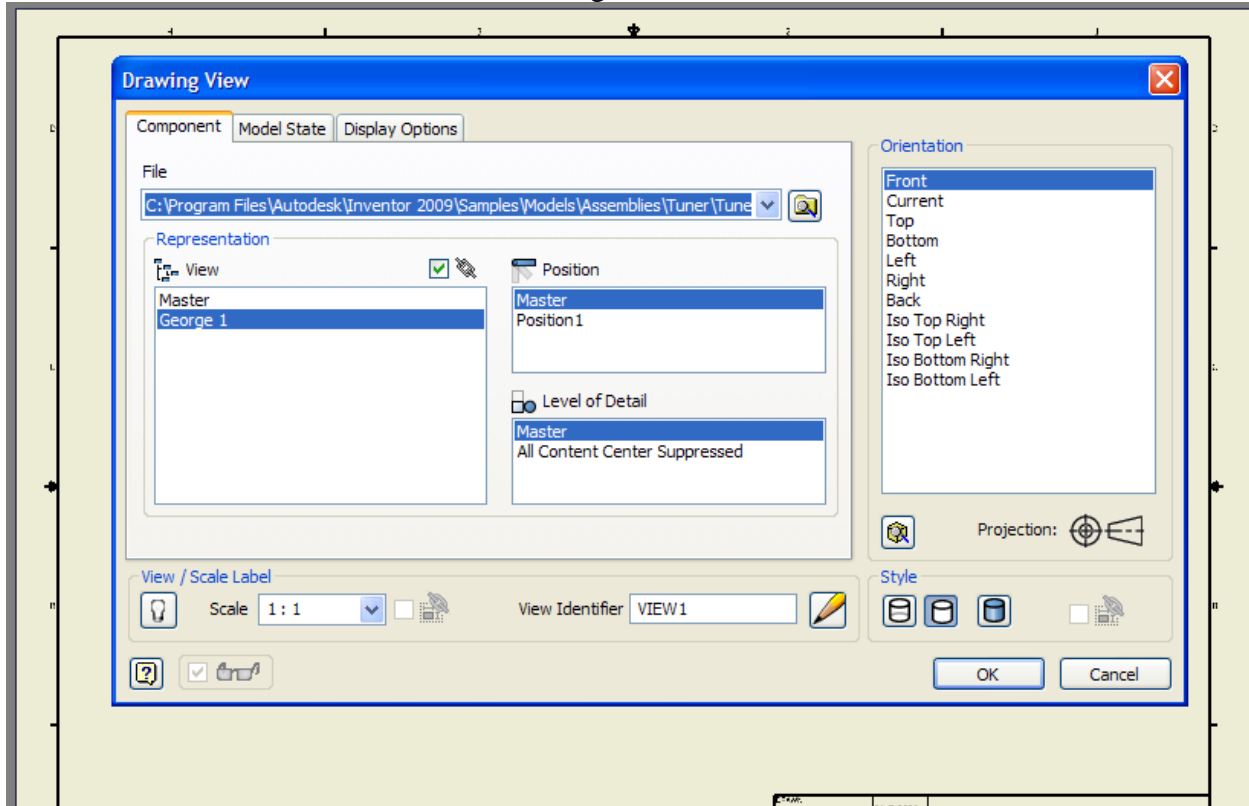 Drawing View
Component Model State Display Options
File
C:\Program Files\Autodesk\Inventor 2009\Samples\Models\Assemblies\Tuner\Tune
Representation
View
Master
George 1
Position
Master
Position1
Level of Detail
Master
All Content Center Suppressed
Orientation
Front
Current
Top
Bottom
Left
Right
Back
Iso Top Right
Iso Top Left
Iso Bottom Right
Iso Bottom Left
Projection:
View / Scale Label
Scale 1 : 1 View Identifier VIEW1
Style
OK Cancel